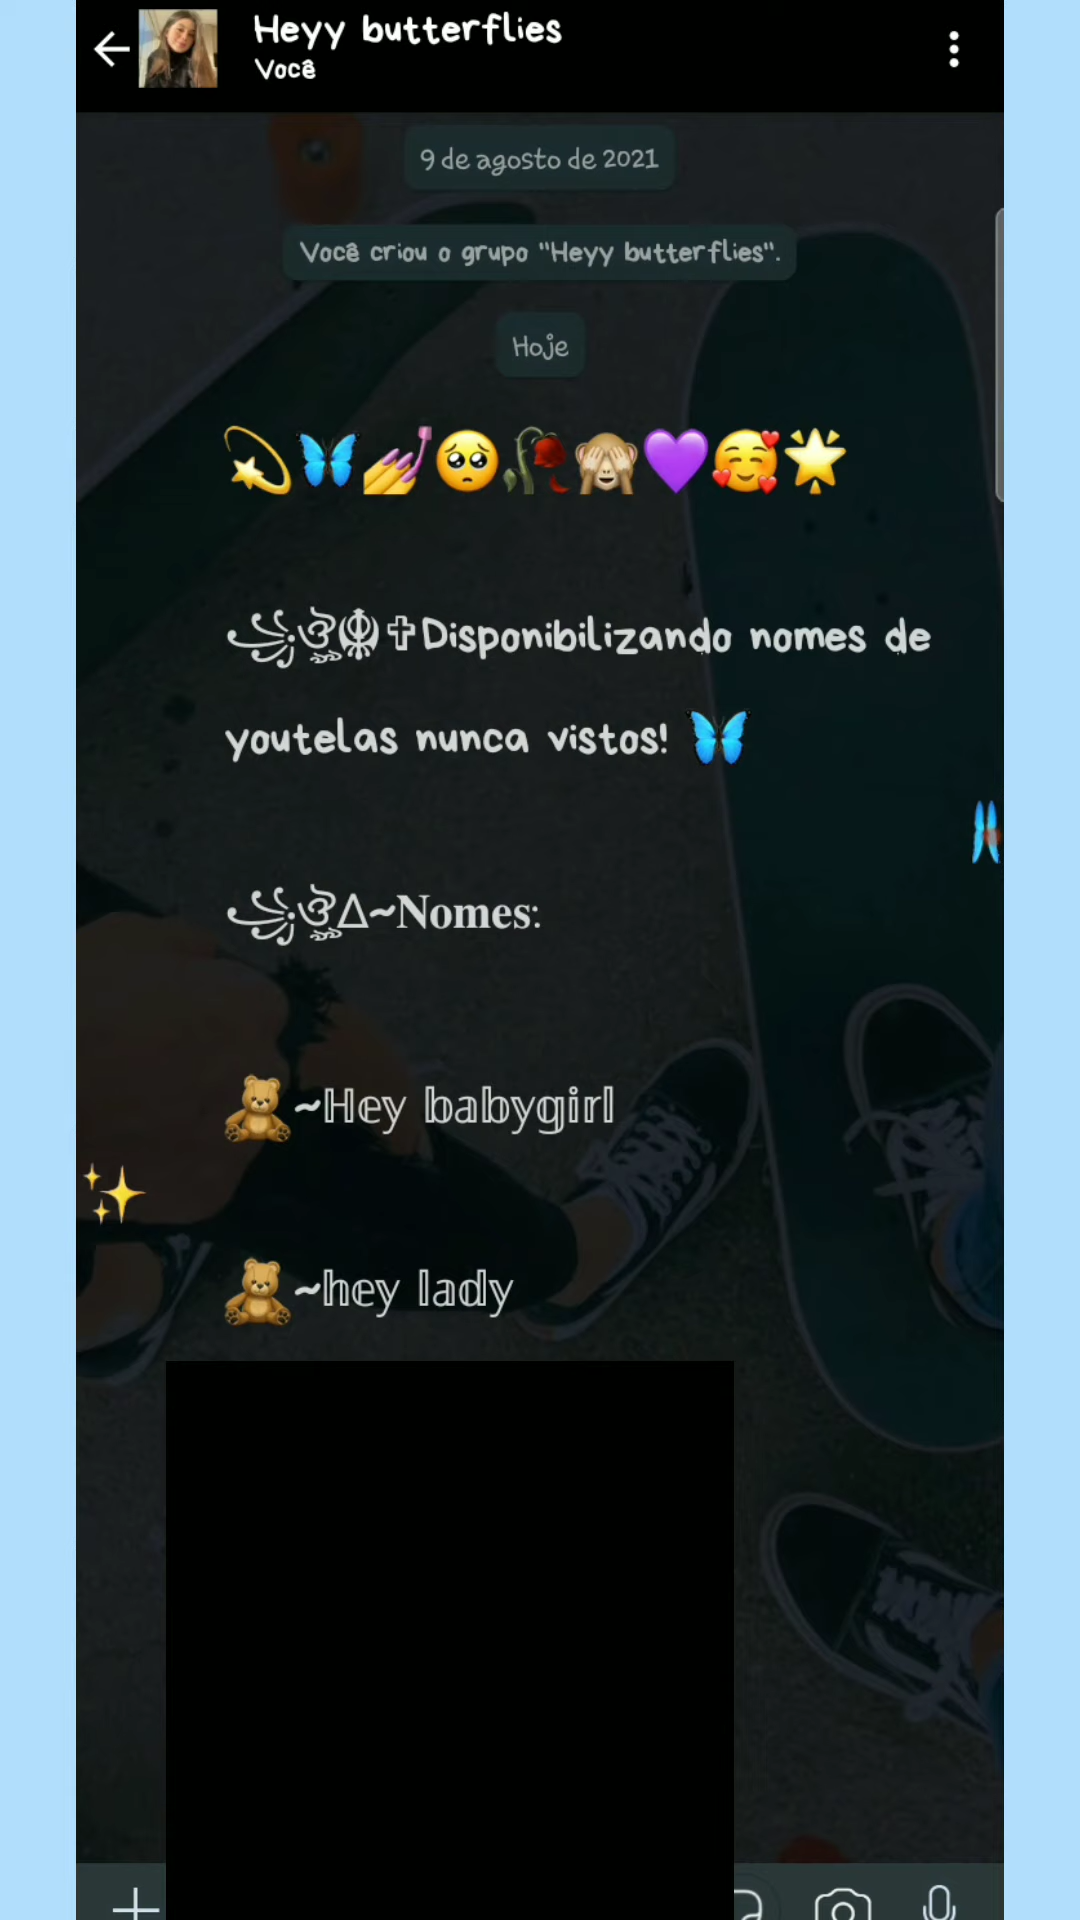 Heyy butterflies
Você
9 de agosto de 2021
Você criou o grupo "Heyy butterflies".
Hoje
💫🦋💅🥺🥀🙈💜🥰🌟
꧁ঔৣ☬✞Disponibilizando nomes de
youtelas nunca vistos! 🦋
꧁ঔৣ∆~𝐍𝐨𝐦𝐞𝐬:
🧸~ℍ𝕖𝕪 𝕓𝕒𝕓𝕪𝕘𝕚𝕣𝕝
🧸~𝕙𝕖𝕪 𝕝𝕒𝕕𝕪